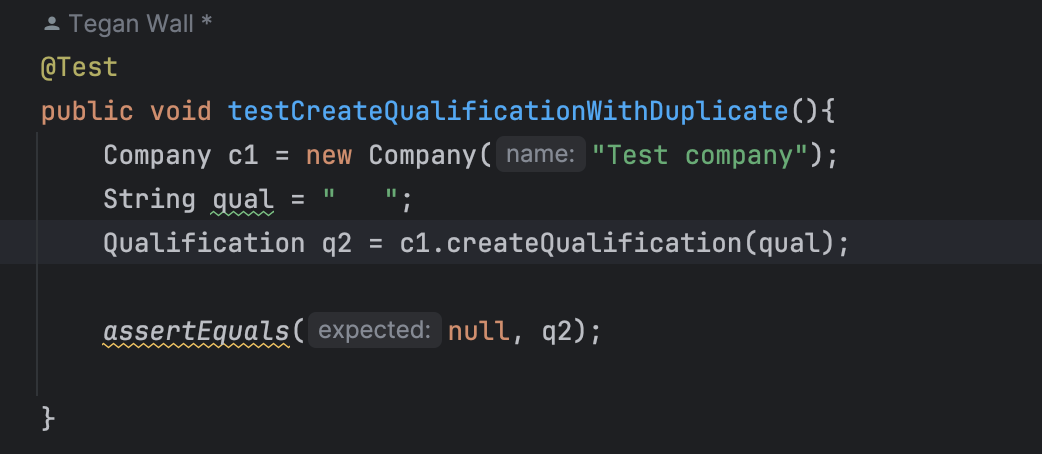 Tegan Wall *
@Test
public void testCreateQualificationWithDuplicate(){
Company c1 = new Company( name: "Test company");
String qual = "   ";
Qualification q2 = c1.createQualification(qual);
assertEquals( expected: null, q2);
}